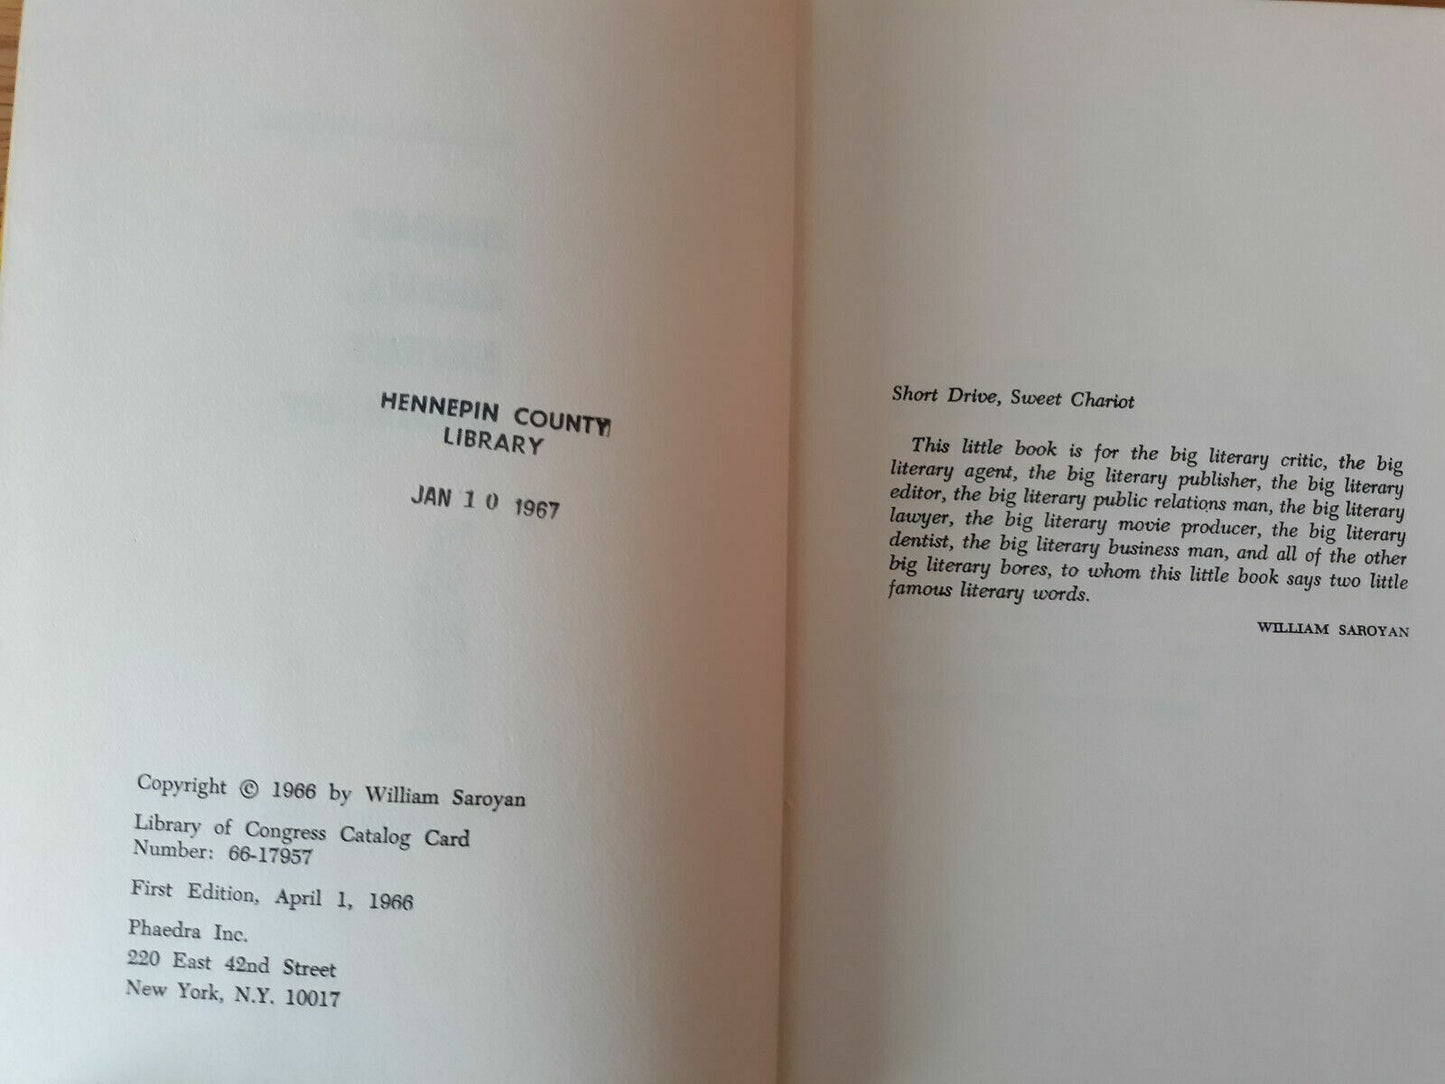 HENNEPIN COUNTY
LIBRARY
JAN 10 1967
Copyright © 1966 by William Saroyan
Library of Congress Catalog Card
Number: 66-17957
First Edition, April 1, 1966
Phaedra Inc.
220 East 42nd Street
New York, N.Y. 10017
Short Drive, Sweet Chariot
This little book is for the big literary critic, the big
literary agent, the big literary publisher, the big literary
editor, the big literary public relations man, the big literary
lawyer, the big literary movie producer, the big literary
dentist, the big literary business man, and all of the other
big literary bores, to whom this little book says two little
famous literary words.
WILLIAM SAROYAN